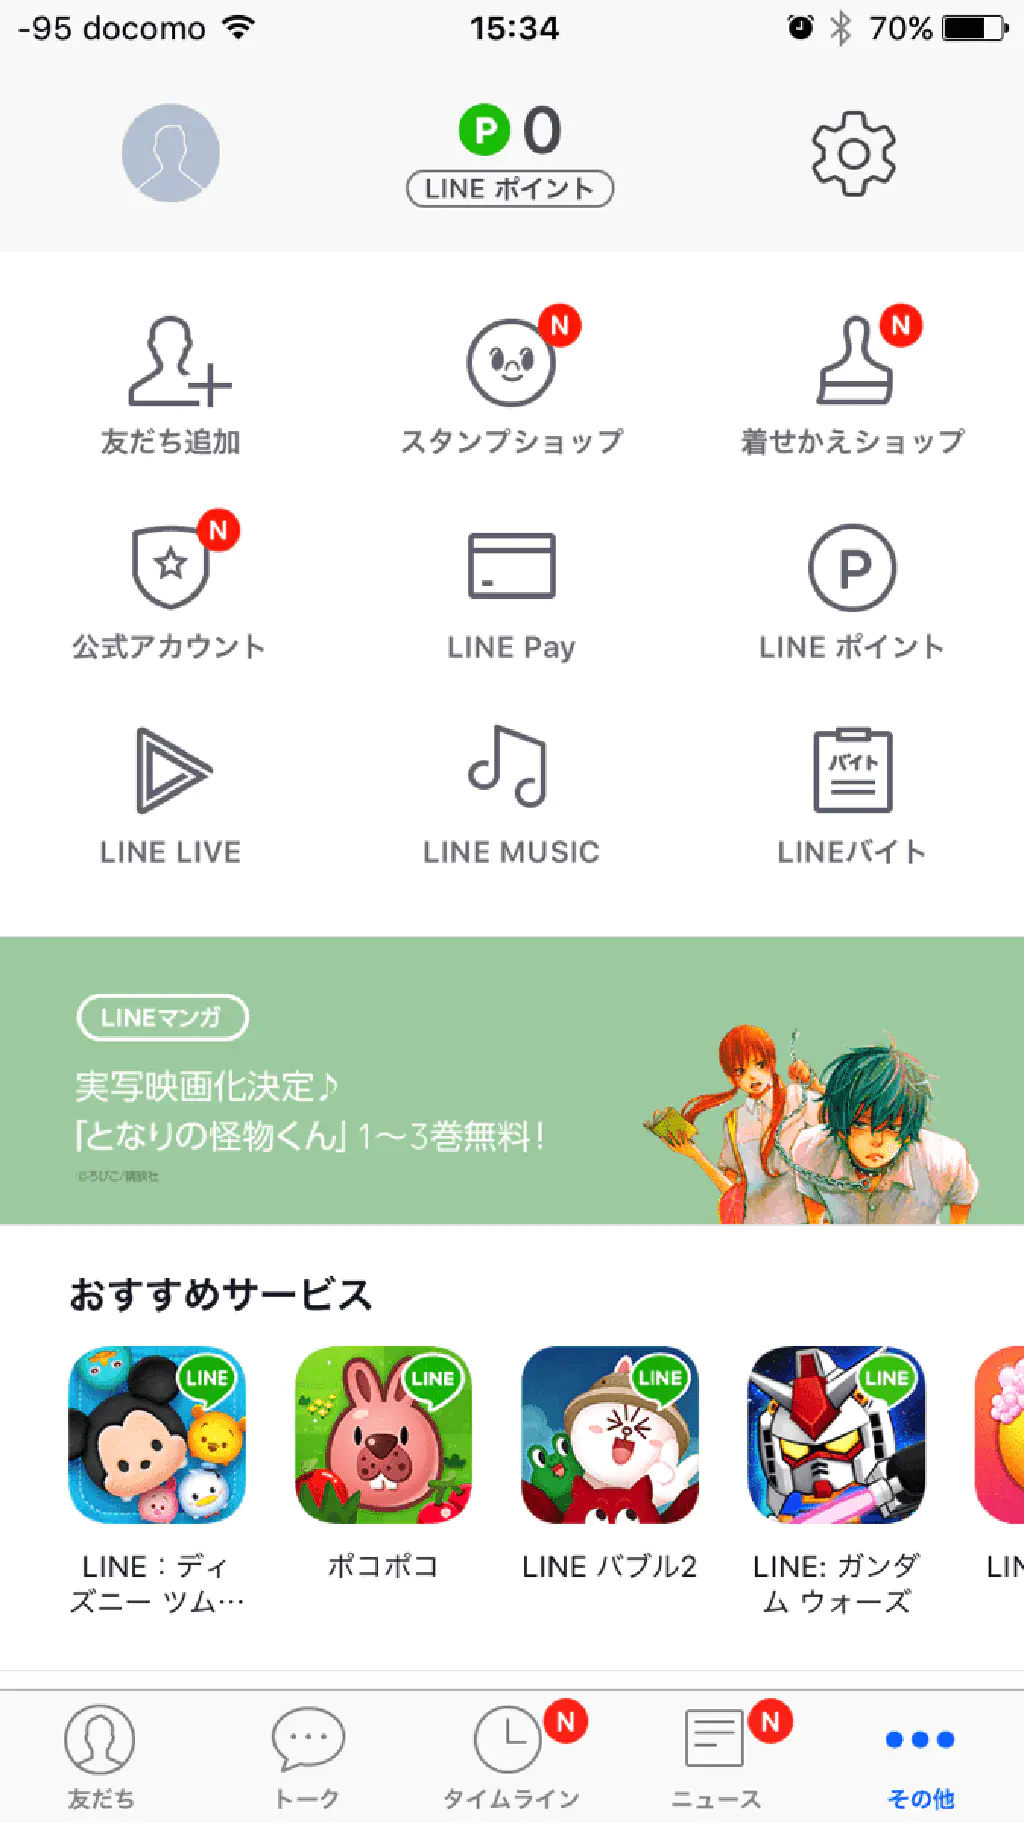 -95 docomo 15:34 70%
P 0
LINE ポイント
N N
友だち追加 スタンプショップ 着せかえショップ
N P
公式アカウント LINE Pay LINE ポイント
バイト
LINE LIVE LINE MUSIC LINEバイト
LINEマンガ
実写映画化決定♪
「となりの怪物くん」1〜3巻無料!
©ろびこ/講談社
おすすめサービス
LINE LINE LINE LINE
LINE：ディ ポコポコ LINE バブル2 LINE: ガンダ LIN
ズニー ツム… ム ウォーズ
N N
友だち トーク タイムライン ニュース その他